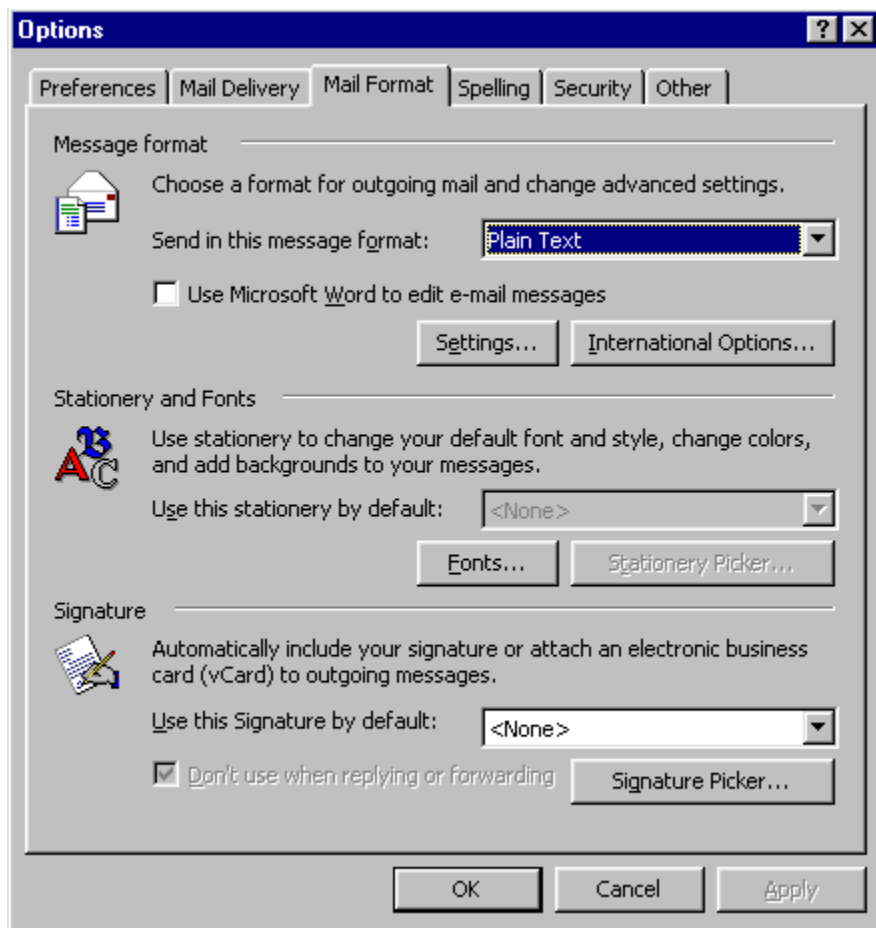 Options
Preferences Mail Delivery Mail Format Spelling Security Other
Message format
Choose a format for outgoing mail and change advanced settings.
Send in this message format: Plain Text
Use Microsoft Word to edit e-mail messages
Settings... International Options...
Stationery and Fonts
Use stationery to change your default font and style, change colors,
and add backgrounds to your messages.
Use this stationery by default: <None>
Fonts... Stationery Picker...
Signature
Automatically include your signature or attach an electronic business
card (vCard) to outgoing messages.
Use this Signature by default: <None>
Don't use when replying or forwarding Signature Picker...
OK Cancel Apply